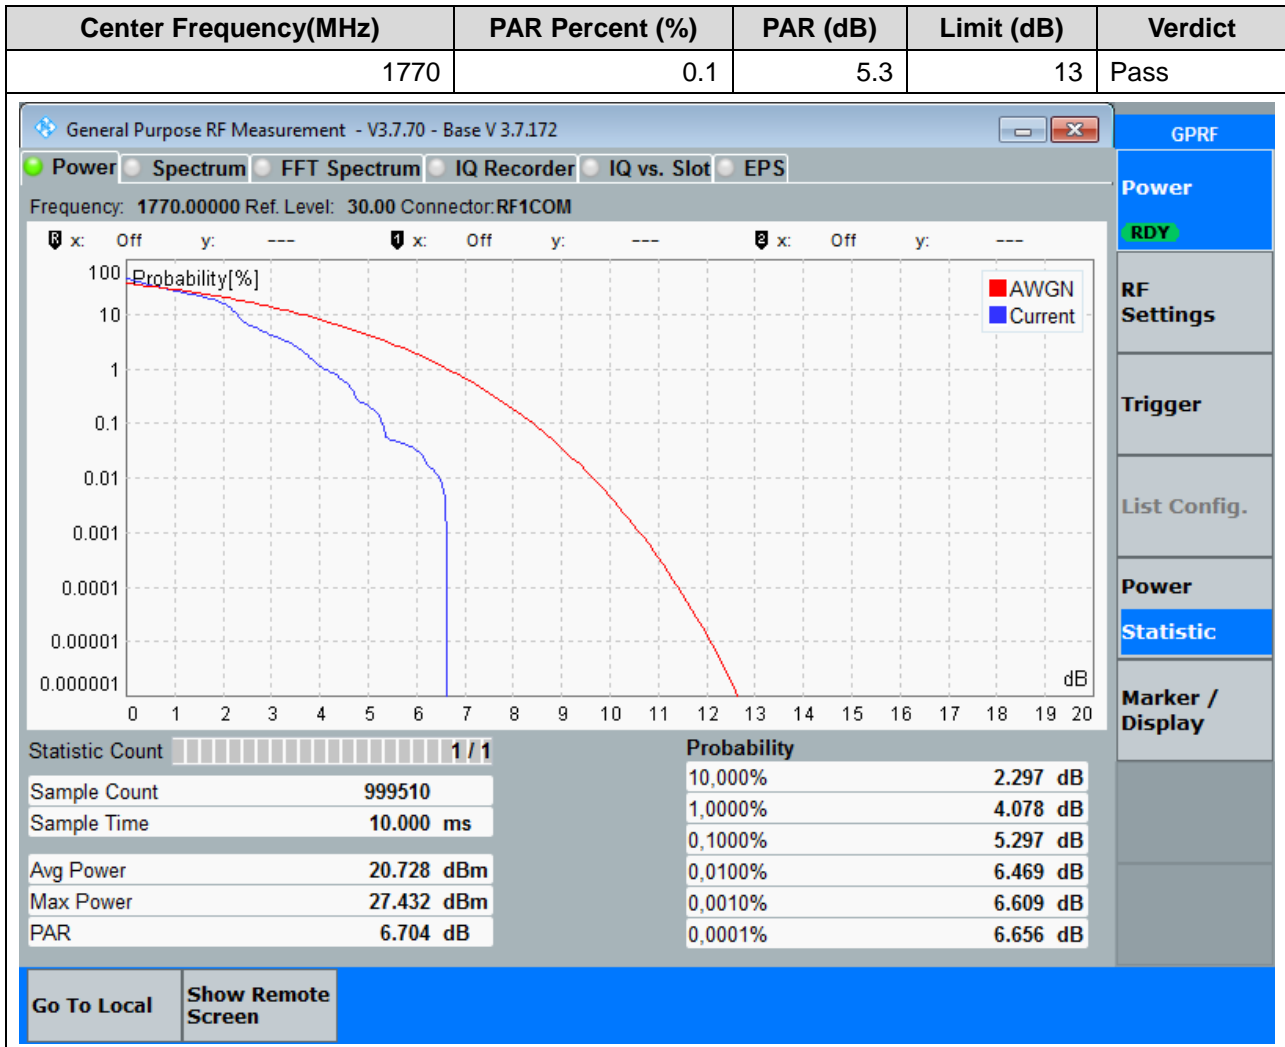 Center Frequency(MHz) PAR Percent (%) PAR (dB) Limit (dB) Verdict
1770 0.1 5.3 13 Pass
General Purpose RF Measurement - V3.7.70 - Base V 3.7.172
GPRF
Power Spectrum FFT Spectrum IQ Recorder IQ vs. Slot EPS
Frequency: 1770.00000 Ref. Level: 30.00 Connector: RF1COM
R x: Off y: --- 1 x: Off y: --- 2 x: Off y: ---
Probability[%]
AWGN
Current
100
10
1
0.1
0.01
0.001
0.0001
0.00001
0.000001
dB
0 1 2 3 4 5 6 7 8 9 10 11 12 13 14 15 16 17 18 19 20
Statistic Count 1 / 1
Sample Count 999510
Sample Time 10.000 ms
Avg Power 20.728 dBm
Max Power 27.432 dBm
PAR 6.704 dB
Probability
10,000% 2.297 dB
1,0000% 4.078 dB
0,1000% 5.297 dB
0,0100% 6.469 dB
0,0010% 6.609 dB
0,0001% 6.656 dB
Power
RDY
RF
Settings
Trigger
List Config.
Power
Statistic
Marker /
Display
Go To Local
Show Remote
Screen